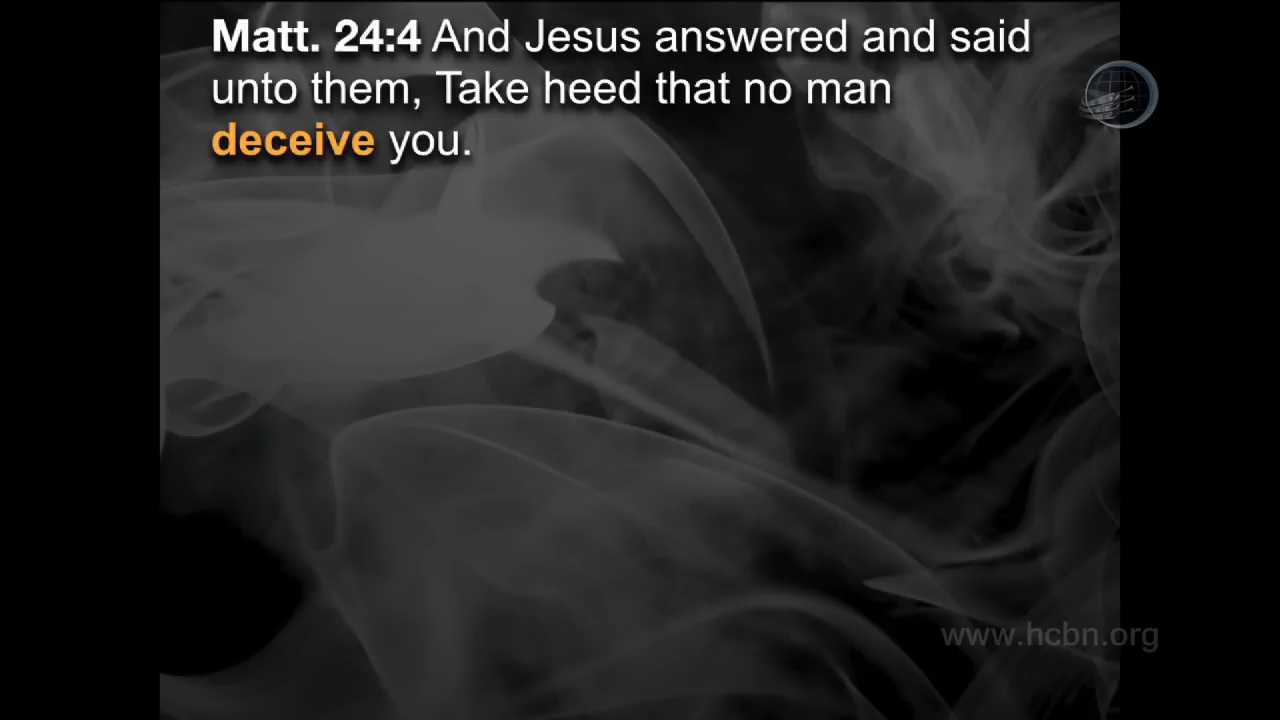 Matt. 24:4 And Jesus answered and said
unto them, Take heed that no man
deceive you.
www.hcbn.org